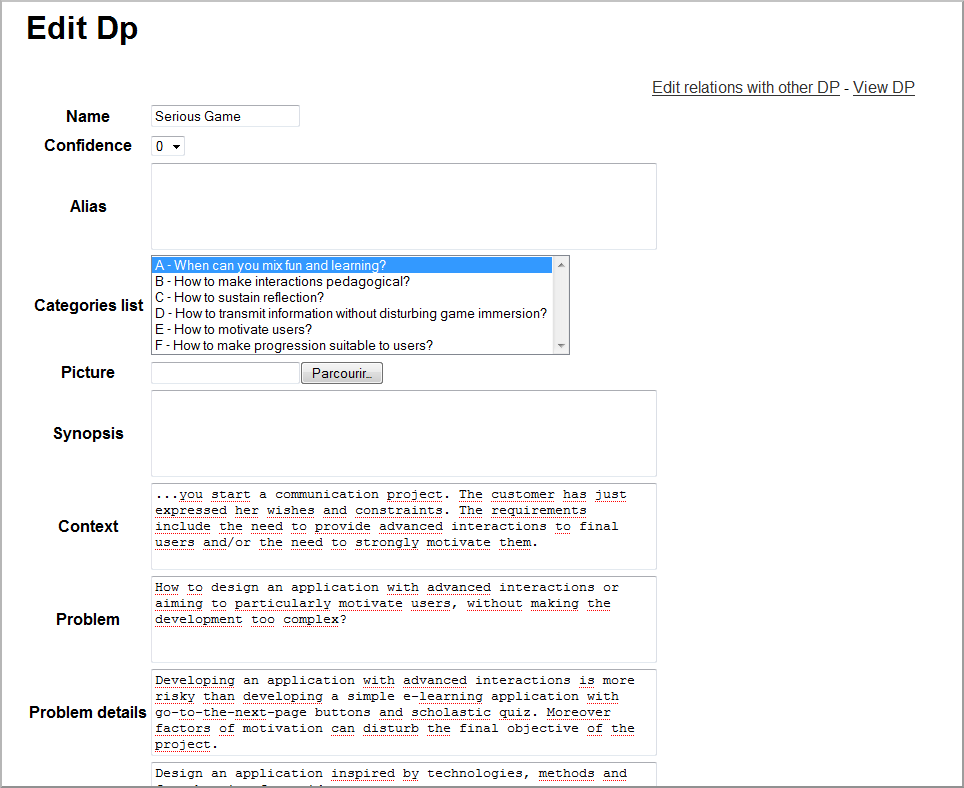 Edit Dp
Edit relations with other DP - View DP
Name Serious Game
Confidence 0
Alias
Categories list
A - When can you mix fun and learning?
B - How to make interactions pedagogical?
C - How to sustain reflection?
D - How to transmit information without disturbing game immersion?
E - How to motivate users?
F - How to make progression suitable to users?
Picture Parcourir...
Synopsis
Context
...you start a communication project. The customer has just
expressed her wishes and constraints. The requirements
include the need to provide advanced interactions to final
users and/or the need to strongly motivate them.
Problem
How to design an application with advanced interactions or
aiming to particularly motivate users, without making the
development too complex?
Problem details
Developing an application with advanced interactions is more
risky than developing a simple e-learning application with
go-to-the-next-page buttons and scholastic quiz. Moreover
factors of motivation can disturb the final objective of the
project.
Design an application inspired by technologies, methods and